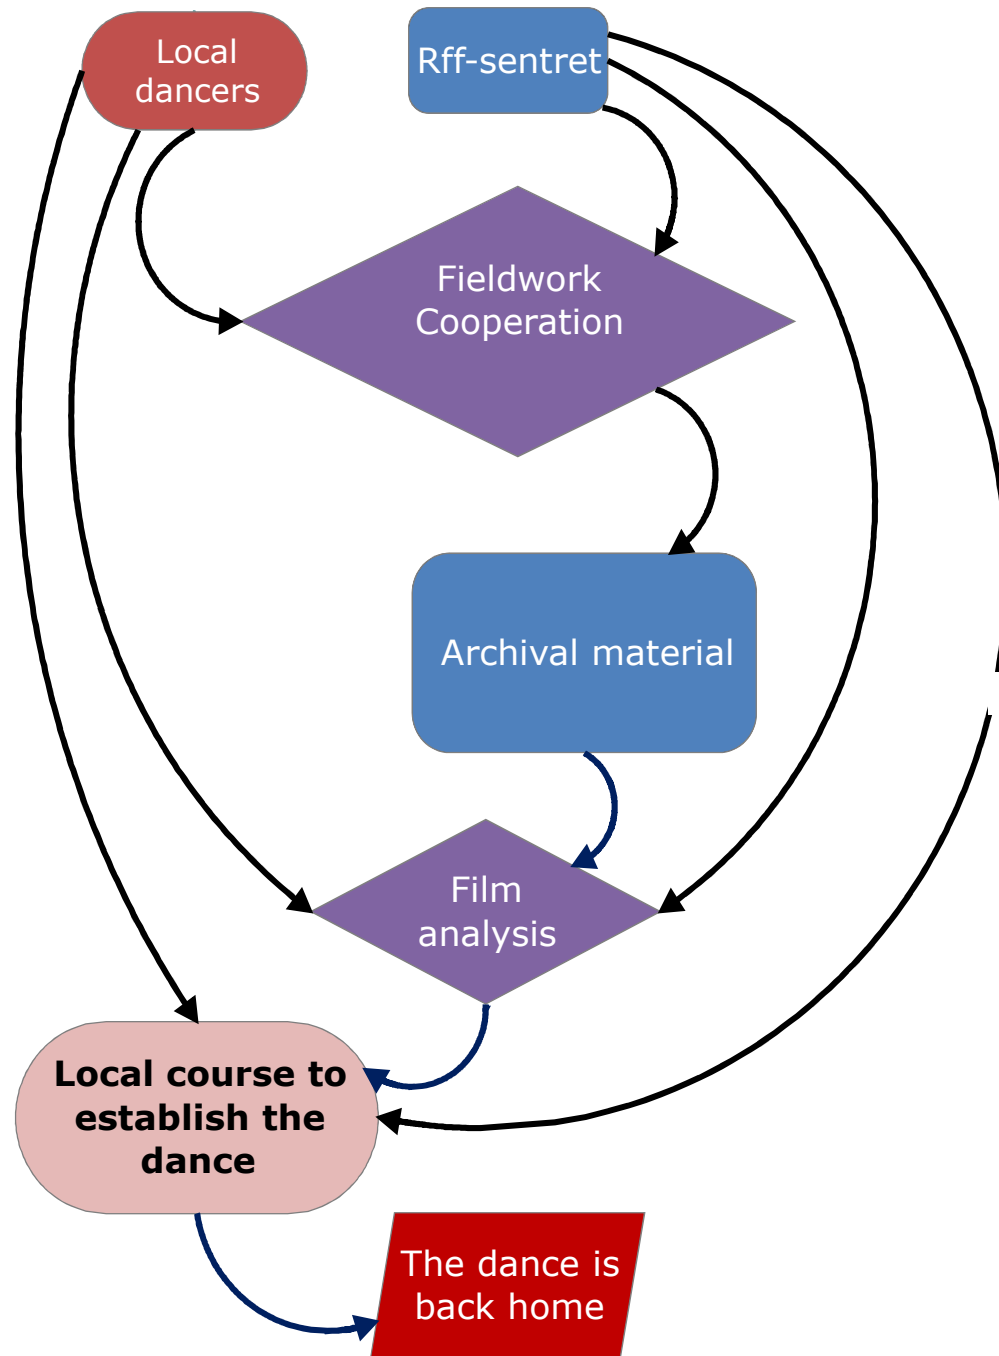 Local
dancers
Rff-sentret
Fieldwork
Cooperation
Archival material
Film
analysis
Local course to
establish the
dance
The dance is
back home